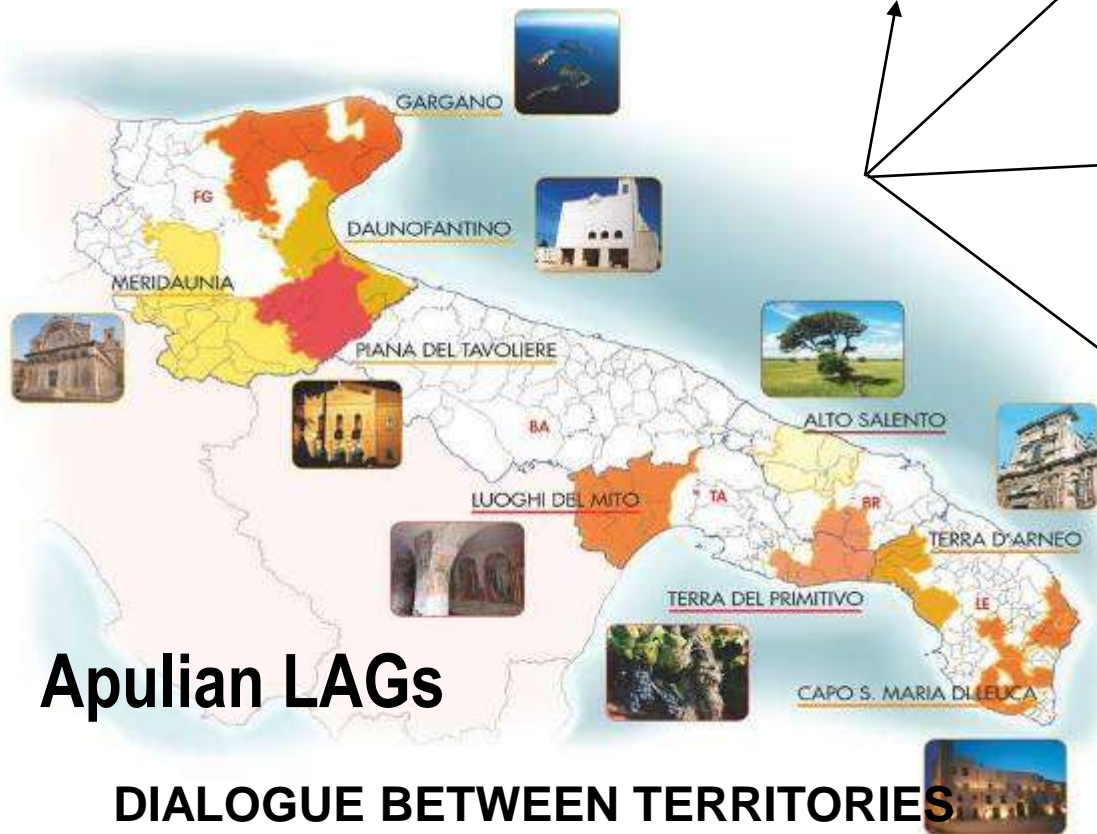 GARGANO
FG
DAUNOFANTINO
MERIDAUNIA
PIANA DEL TAVOLIERE
ALTO SALENTO
BA
LUOGHI DEL MITO
TA
BR
TERRA D'ARNEO
TERRA DEL PRIMITIVO
LE
Apulian LAGs
CAPO S. MARIA DI LEUCA
DIALOGUE BETWEEN TERRITORIES